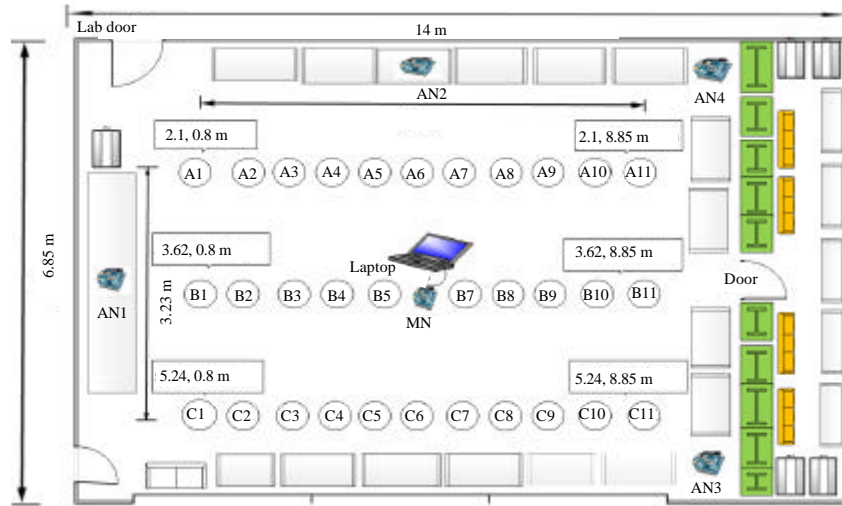 Lab door
14 m
AN2
AN4
2.1, 0.8 m
2.1, 8.85 m
A1 A2 A3 A4 A5 A6 A7 A8 A9 A10 A11
6.85 m
3.62, 0.8 m
3.62, 8.85 m
Laptop
Door
AN1
3.23 m
B1 B2 B3 B4 B5 B7 B8 B9 B10 B11
MN
5.24, 0.8 m
5.24, 8.85 m
C1 C2 C3 C4 C5 C6 C7 C8 C9 C10 C11
AN3